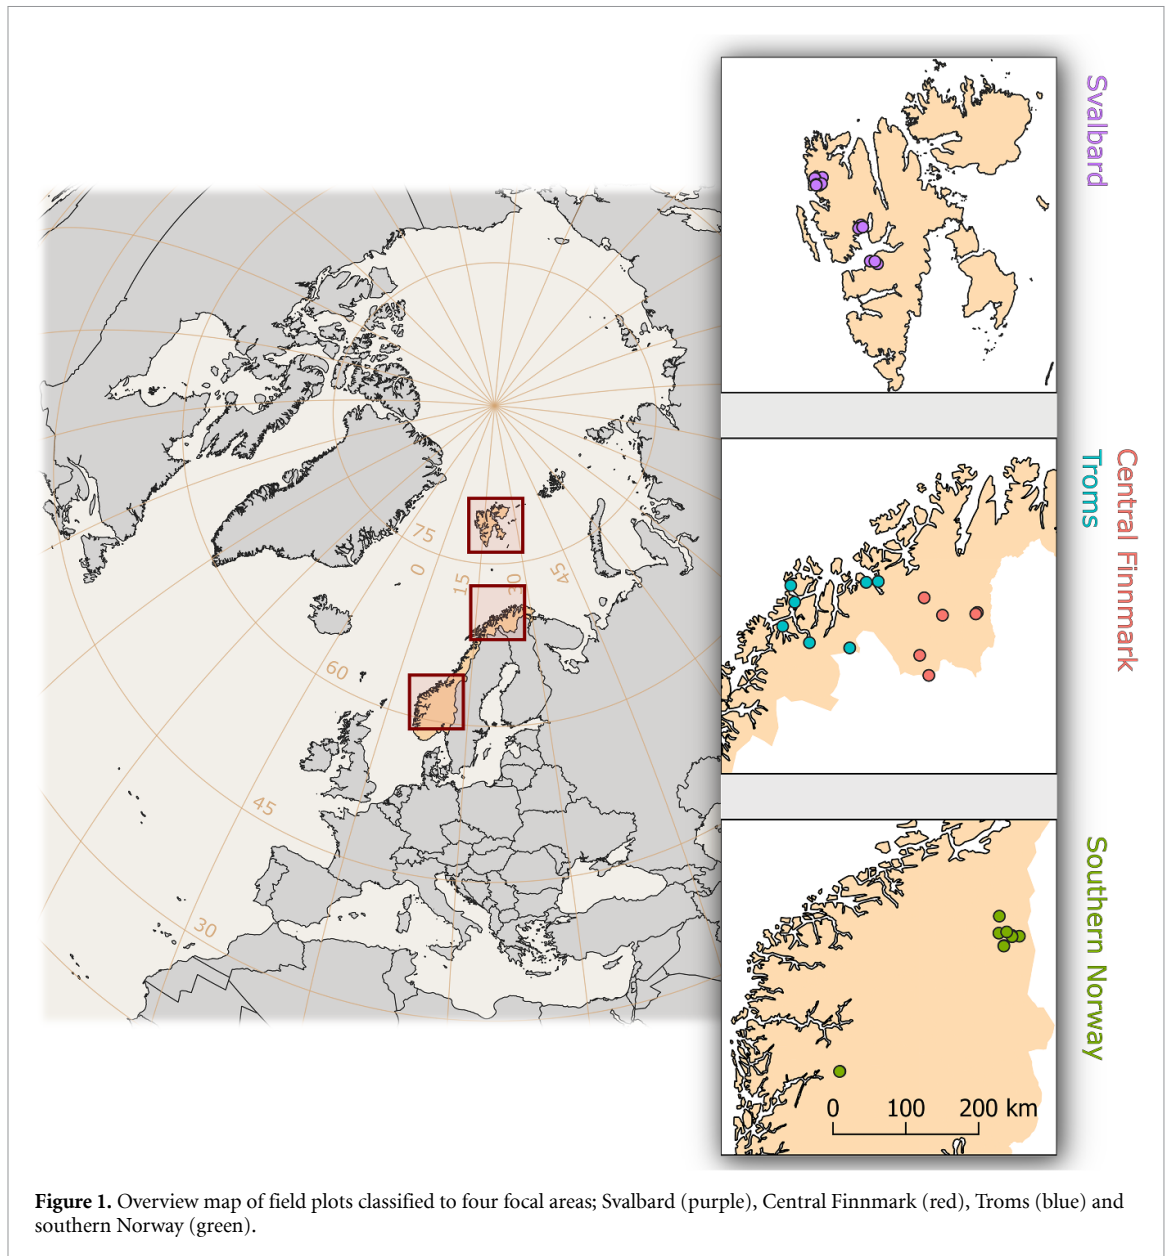 Svalbard
75
0
15
30
45
60
45
30
Central Finnmark
Troms
Southern Norway
0 100 200 km
Figure 1. Overview map of field plots classified to four focal areas; Svalbard (purple), Central Finnmark (red), Troms (blue) and
southern Norway (green).